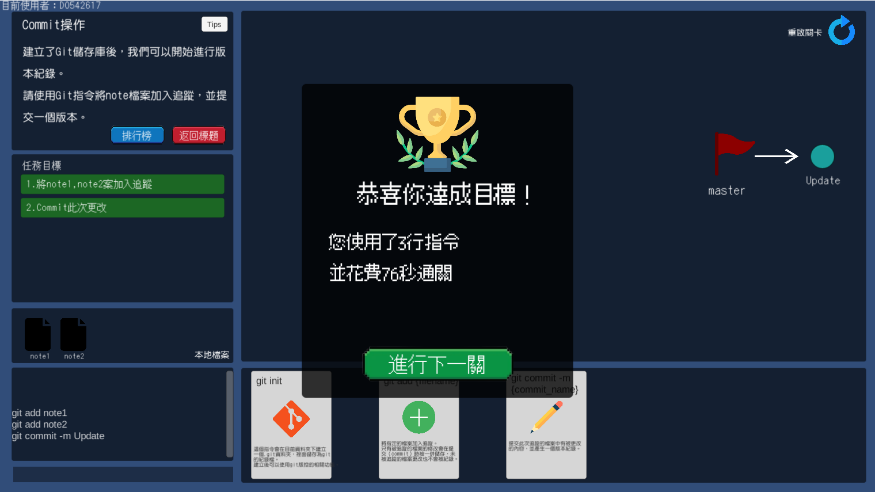 目前使用者：D0542617
Commit操作
Tips
建立了Git儲存庫後，我們可以開始進行版
本紀錄。
請使用Git指令將note檔案加入追蹤，並提
交一個版本。
排行榜
返回標題
任務目標
1.將note1,note2案加入追蹤
2.Commit此次更改
note1
note2
本地檔案
git add note1
git add note2
git commit -m Update
重啟關卡
master
Update
恭喜你達成目標！
您使用了3行指令
並花費76秒通關
進行下一關
git init
git commit -m
{commit_name}